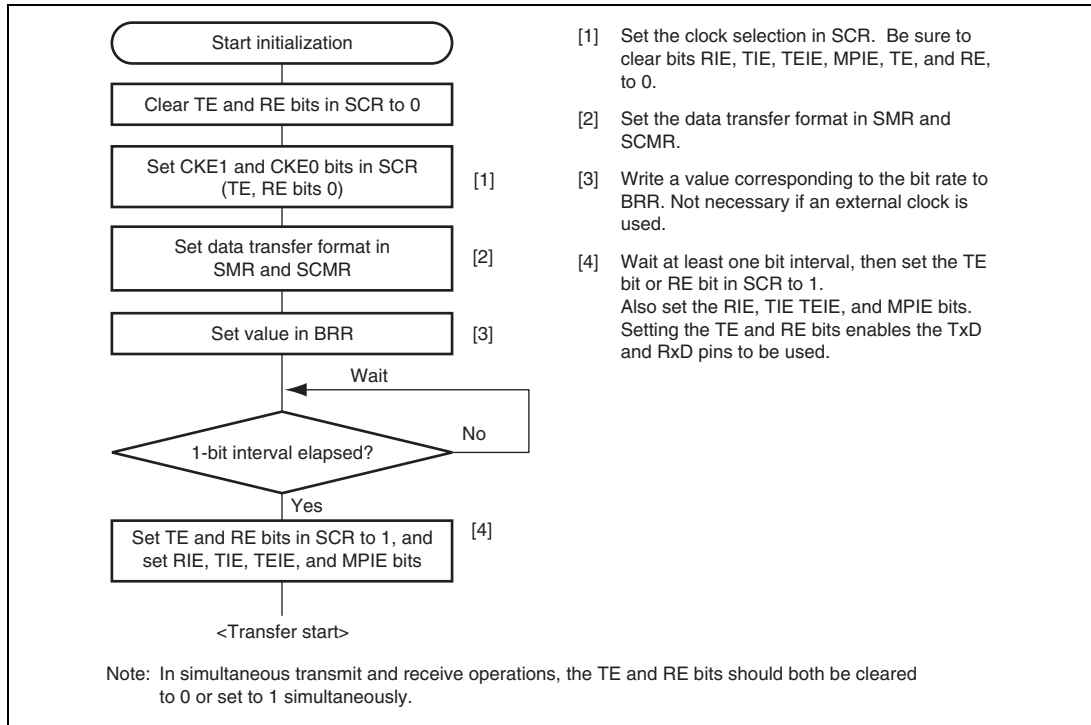 Start initialization
Clear TE and RE bits in SCR to 0
Set CKE1 and CKE0 bits in SCR
(TE, RE bits 0)
[1]
Set data transfer format in
SMR and SCMR
[2]
Set value in BRR
[3]
Wait
No
1-bit interval elapsed?
Yes
Set TE and RE bits in SCR to 1, and
set RIE, TIE, TEIE, and MPIE bits
[4]
<Transfer start>
[1] Set the clock selection in SCR. Be sure to
clear bits RIE, TIE, TEIE, MPIE, TE, and RE,
to 0.
[2] Set the data transfer format in SMR and
SCMR.
[3] Write a value corresponding to the bit rate to
BRR. Not necessary if an external clock is
used.
[4] Wait at least one bit interval, then set the TE
bit or RE bit in SCR to 1.
Also set the RIE, TIE TEIE, and MPIE bits.
Setting the TE and RE bits enables the TxD
and RxD pins to be used.
Note: In simultaneous transmit and receive operations, the TE and RE bits should both be cleared
to 0 or set to 1 simultaneously.